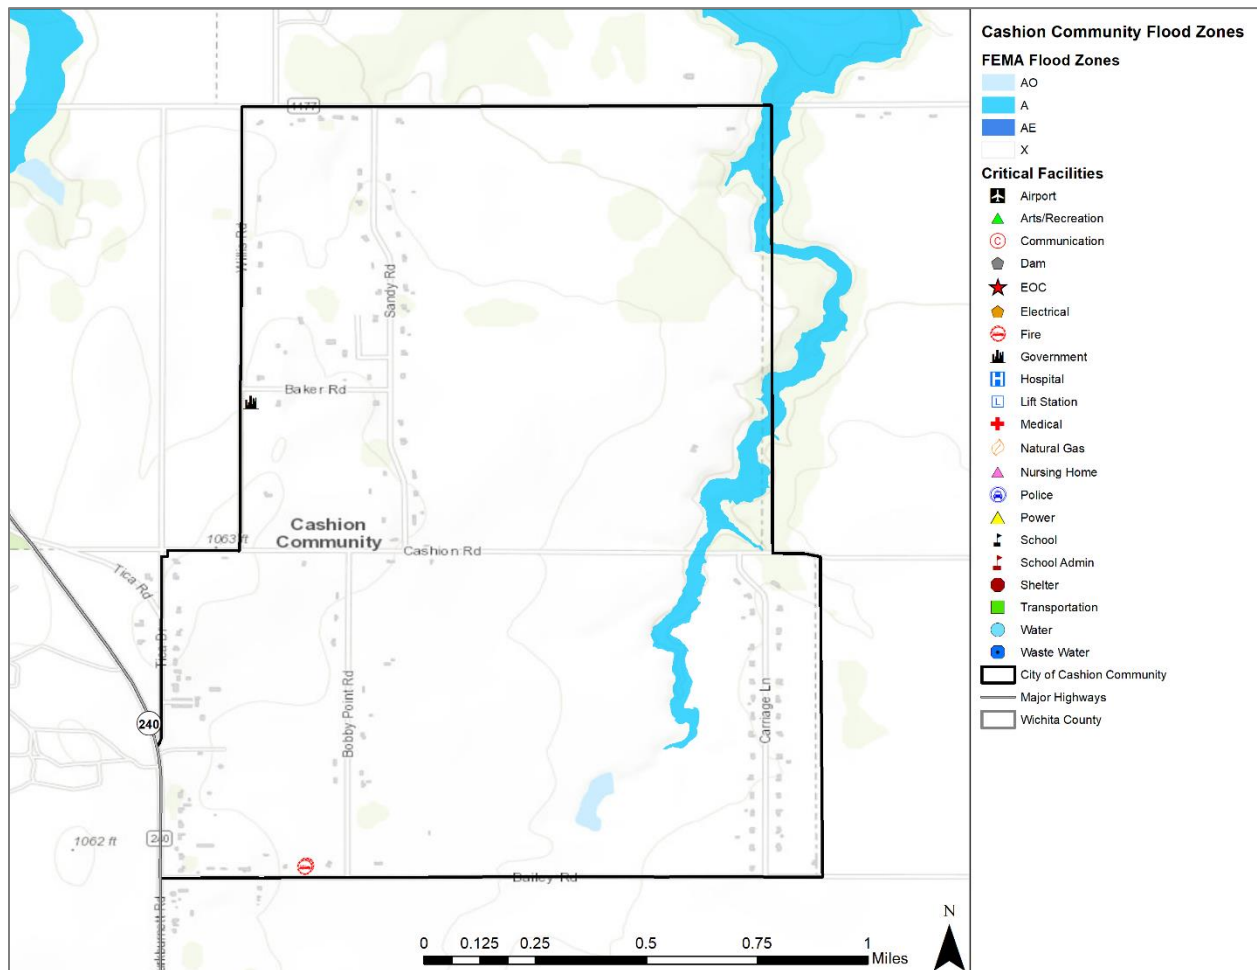 Cashion Community Flood Zones
FEMA Flood Zones
AO
A
AE
X
Critical Facilities
Airport
Arts/Recreation
C
Communication
Dam
EOC
Electrical
Fire
Government
H
Hospital
L
Lift Station
Medical
Natural Gas
Nursing Home
Police
Power
School
School Admin
Shelter
Transportation
Water
Waste Water
City of Cashion Community
Major Highways
Wichita County
1177
Willis Rd
Sandy Rd
Baker Rd
Cashion
Community
1063 ft
Cashion Rd
Tica Rd
Tica Dr
Bobby Point Rd
Carriage Ln
240
240
1062 ft
Bailey Rd
N
0 0.125 0.25 0.5 0.75 1
Miles